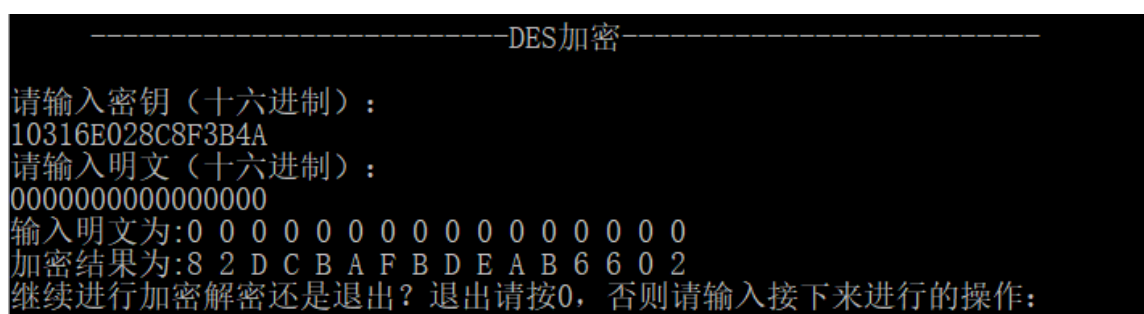 --------------------------DES加密--------------------------
请输入密钥（十六进制）：
10316E028C8F3B4A
请输入明文（十六进制）：
0000000000000000
输入明文为:0 0 0 0 0 0 0 0 0 0 0 0 0 0 0 0
加密结果为:8 2 D C B A F B D E A B 6 6 0 2
继续进行加密解密还是退出？退出请按0，否则请输入接下来进行的操作：